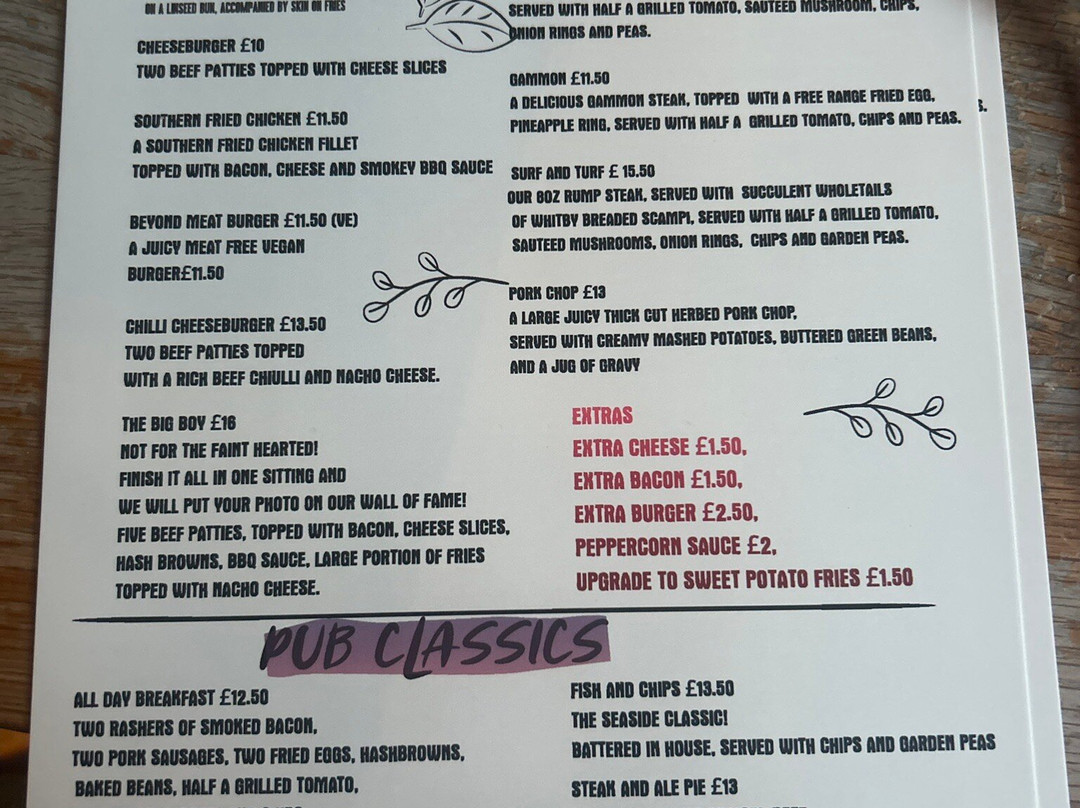 ON A LINSEED BUN, ACCOMPANIED BY SKIN ON FRIES
CHEESEBURGER £10
TWO BEEF PATTIES TOPPED WITH CHEESE SLICES
SOUTHERN FRIED CHICKEN £11.50
A SOUTHERN FRIED CHICKEN FILLET
TOPPED WITH BACON, CHEESE AND SMOKEY BBQ SAUCE
BEYOND MEAT BURGER £11.50 (VE)
A JUICY MEAT FREE VEGAN
BURGER£11.50
CHILLI CHEESEBURGER £13.50
TWO BEEF PATTIES TOPPED
WITH A RICH BEEF CHIULLI AND NACHO CHEESE.
THE BIG BOY £16
NOT FOR THE FAINT HEARTED!
FINISH IT ALL IN ONE SITTING AND
WE WILL PUT YOUR PHOTO ON OUR WALL OF FAME!
FIVE BEEF PATTIES, TOPPED WITH BACON, CHEESE SLICES,
HASH BROWNS, BBQ SAUCE, LARGE PORTION OF FRIES
TOPPED WITH NACHO CHEESE.
SERVED WITH HALF A GRILLED TOMATO, SAUTEED MUSHROOM, CHIPS,
ONION RINGS AND PEAS.
GAMMON £11.50
A DELICIOUS GAMMON STEAK, TOPPED WITH A FREE RANGE FRIED EGG,
PINEAPPLE RING, SERVED WITH HALF A GRILLED TOMATO, CHIPS AND PEAS.
SURF AND TURF £ 15.50
OUR 8OZ RUMP STEAK, SERVED WITH SUCCULENT WHOLETAILS
OF WHITBY BREADED SCAMPI, SERVED WITH HALF A GRILLED TOMATO,
SAUTEED MUSHROOMS, ONION RINGS, CHIPS AND GARDEN PEAS.
PORK CHOP £13
A LARGE JUICY THICK CUT HERBED PORK CHOP,
SERVED WITH CREAMY MASHED POTATOES, BUTTERED GREEN BEANS,
AND A JUG OF GRAVY
EXTRAS
EXTRA CHEESE £1.50,
EXTRA BACON £1.50,
EXTRA BURGER £2.50,
PEPPERCORN SAUCE £2,
UPGRADE TO SWEET POTATO FRIES £1.50
PUB CLASSICS
ALL DAY BREAKFAST £12.50
TWO RASHERS OF SMOKED BACON,
TWO PORK SAUSAGES, TWO FRIED EGGS, HASHBROWNS,
BAKED BEANS, HALF A GRILLED TOMATO,
FISH AND CHIPS £13.50
THE SEASIDE CLASSIC!
BATTERED IN HOUSE, SERVED WITH CHIPS AND GARDEN PEAS
STEAK AND ALE PIE £13